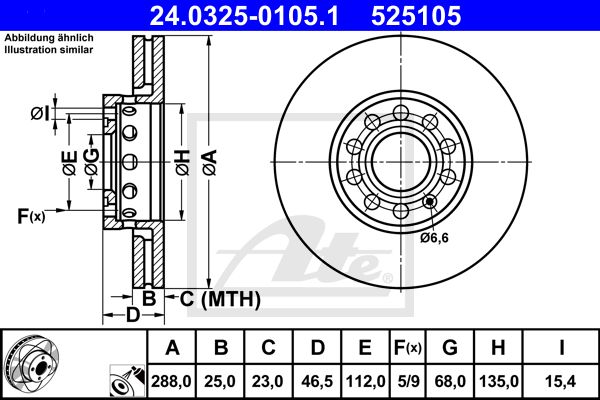 24.0325-0105.1 525105
Abbildung ähnlich
Illustration similar
ØI
ØE
ØG
ØH
ØA
F(x)
B
C (MTH)
D
Ø6,6
Ate
A B C D E F(x) G H I
288,0 25,0 23,0 46,5 112,0 5/9 68,0 135,0 15,4